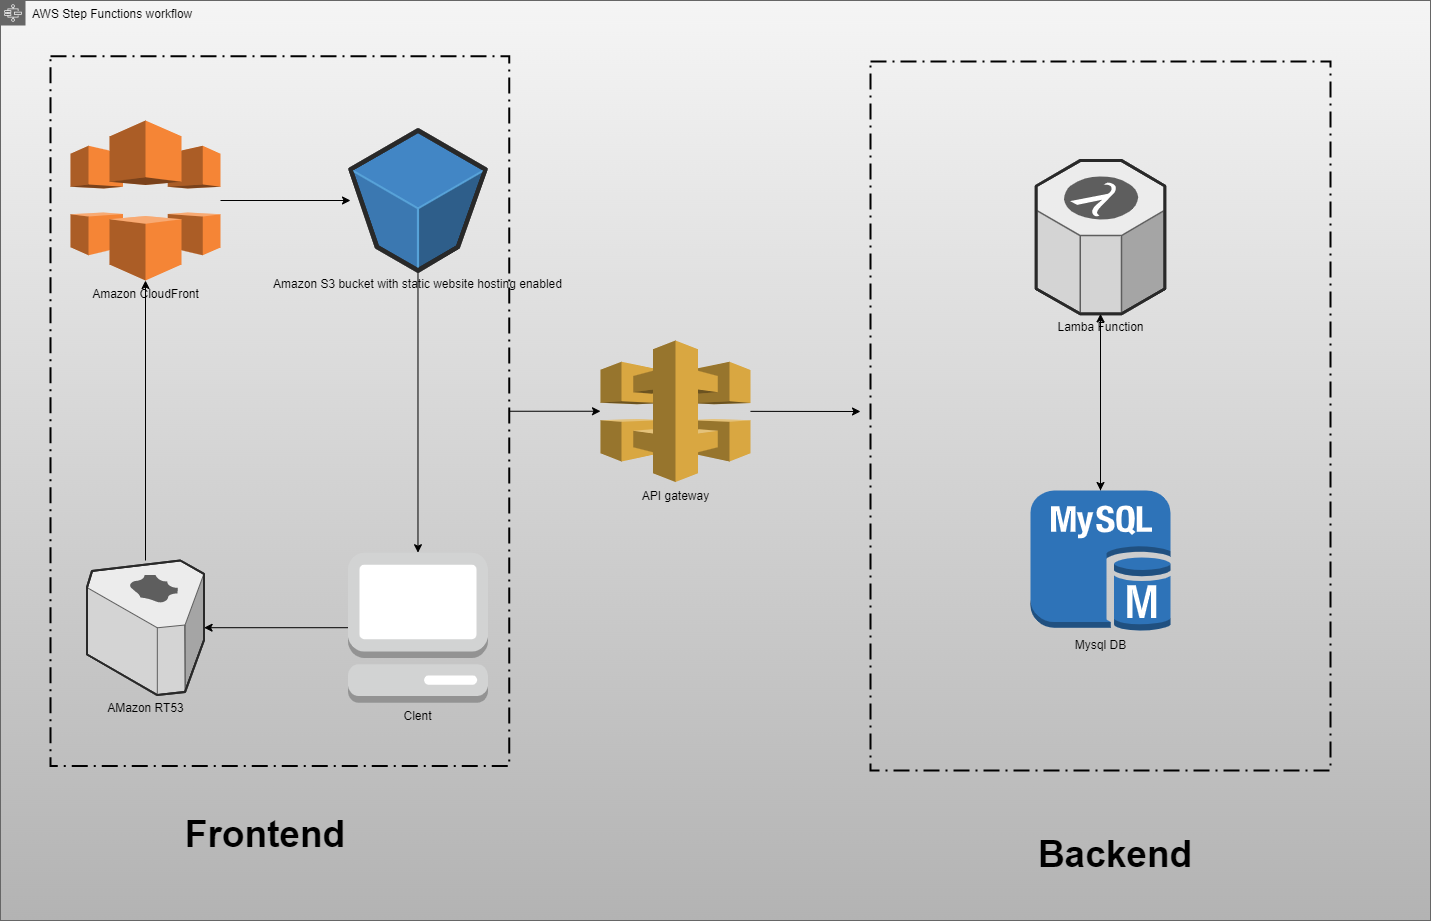 AWS Step Functions workflow
Amazon CloudFront
Amazon S3 bucket with static website hosting enabled
AMazon RT53
Clent
API gateway
Lamba Function
MySQL
M
Mysql DB
Frontend
Backend